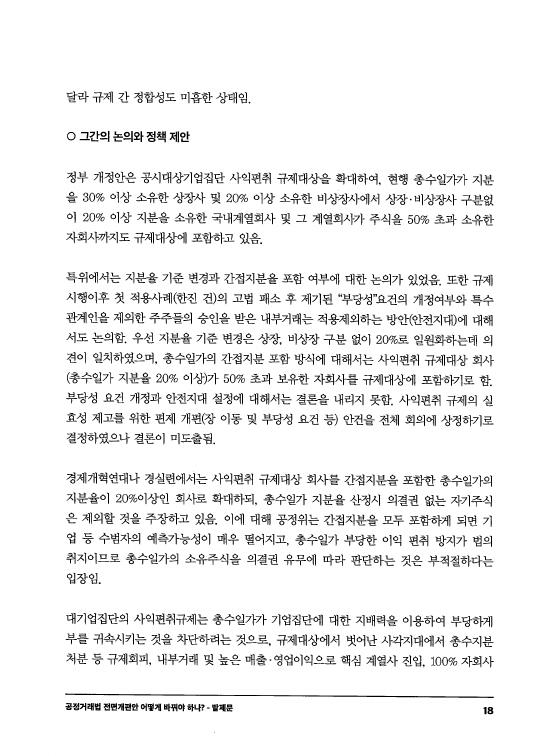 달라 규제 간 정합성도 미흡한 상태임.
○ 그간의 논의와 정책 제안
정부 개정안은 공시대상기업집단 사익편취 규제대상을 확대하여, 현행 총수일가가 지분
을 30% 이상 소유한 상장사 및 20% 이상 소유한 비상장사에서 상장·비상장사 구분없
이 20% 이상 지분을 소유한 국내계열회사 및 그 계열회사가 주식을 50% 초과 소유한
자회사까지도 규제대상에 포함하고 있음.
특위에서는 지분율 기준 변경과 간접지분율 포함 여부에 대한 논의가 있었음. 또한 규제
시행이후 첫 적용사례(한진 건)의 고법 패소 후 제기된 “부당성”요건의 개정여부와 특수
관계인을 제외한 주주들의 승인을 받은 내부거래는 적용제외하는 방안(안전지대)에 대해
서도 논의함. 우선 지분율 기준 변경은 상장, 비상장 구분 없이 20%로 일원화하는데 의
견이 일치하였으며, 총수일가의 간접지분 포함 방식에 대해서는 사익편취 규제대상 회사
(총수일가 지분율 20% 이상)가 50% 초과 보유한 자회사를 규제대상에 포함하기로 함.
부당성 요건 개정과 안전지대 설정에 대해서는 결론을 내리지 못함. 사익편취 규제의 실
효성 제고를 위한 편제 개편(장 이동 및 부당성 요건 등) 안건을 전체 회의에 상정하기로
결정하였으나 결론이 미도출됨.
경제개혁연대나 경실련에서는 사익편취 규제대상 회사를 간접지분을 포함한 총수일가의
지분율이 20%이상인 회사로 확대하되, 총수일가 지분율 산정시 의결권 없는 자기주식
은 제외할 것을 주장하고 있음. 이에 대해 공정위는 간접지분을 모두 포함하게 되면 기
업 등 수범자의 예측가능성이 매우 떨어지고, 총수일가 부당한 이익 편취 방지가 법의
취지이므로 총수일가의 소유주식을 의결권 유무에 따라 판단하는 것은 부적절하다는
입장임.
대기업집단의 사익편취규제는 총수일가가 기업집단에 대한 지배력을 이용하여 부당하게
부를 귀속시키는 것을 차단하려는 것으로, 규제대상에서 벗어난 사각지대에서 총수지분
처분 등 규제회피, 내부거래 및 높은 매출·영업이익으로 핵심 계열사 진입, 100% 자회사
공정거래법 전면개편안 어떻게 바꿔야 하나? - 발제문 18